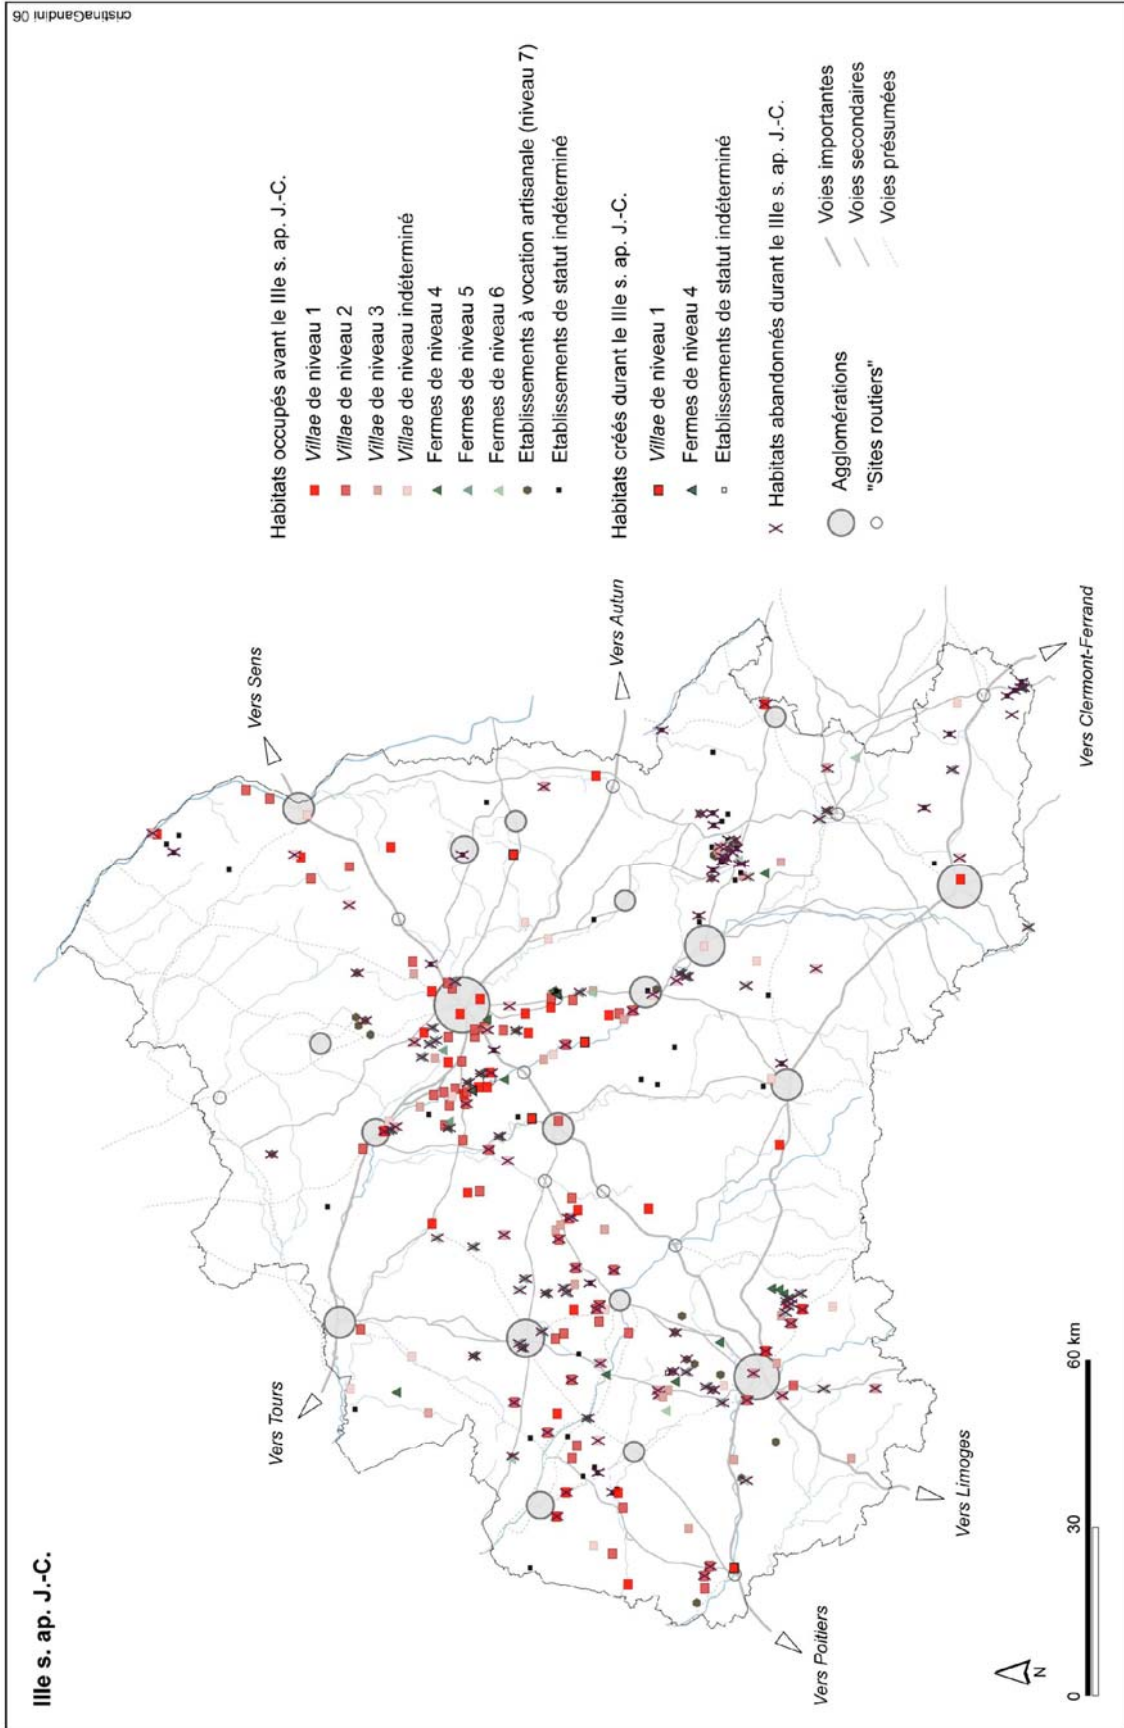 IIIe s. ap. J.-C.
cristinaGandini 06
Vers Sens
Vers Tours
Vers Autun
Vers Poitiers
Vers Limoges
Vers Clermont-Ferrand
N
0 30 60 km
Habitats occupés avant le IIIe s. ap. J.-C.
Villae de niveau 1
Villae de niveau 2
Villae de niveau 3
Villae de niveau indéterminé
Fermes de niveau 4
Fermes de niveau 5
Fermes de niveau 6
Etablissements à vocation artisanale (niveau 7)
Etablissements de statut indéterminé
Habitats créés durant le IIIe s. ap. J.-C.
Villae de niveau 1
Fermes de niveau 4
Etablissements de statut indéterminé
Habitats abandonnés durant le IIIe s. ap. J.-C.
Agglomérations
"Sites routiers"
Voies importantes
Voies secondaires
Voies présumées